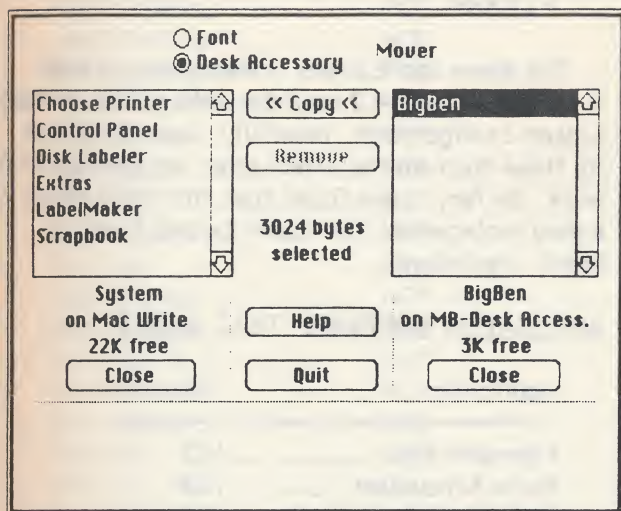 Font
Desk Accessory
Mover
Choose Printer
Control Panel
Disk Labeler
Extras
LabelMaker
Scrapbook
<< Copy <<
Remove
3024 bytes
selected
BigBen
System
on Mac Write
22K free
Close
Help
Quit
BigBen
on MB-Desk Access.
3K free
Close